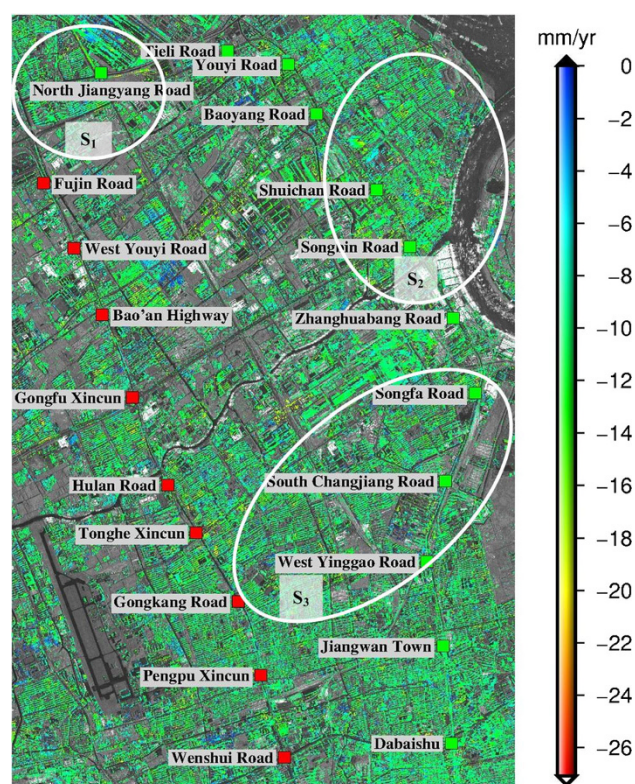 mm/yr
Tieli Road
Youyi Road
North Jiangyang Road
Baoyang Road
S1
Fujin Road
Shuichan Road
West Youyi Road
Songbin Road
S2
Bao'an Highway
Zhanghuabang Road
Gongfu Xincun
Songfa Road
Hulan Road
South Changjiang Road
Tonghe Xincun
West Yinggao Road
Gongkang Road
S3
Jiangwan Town
Pengpu Xincun
Wenshui Road
Dabaishu
0
−2
−4
−6
−8
−10
−12
−14
−16
−18
−20
−22
−24
−26